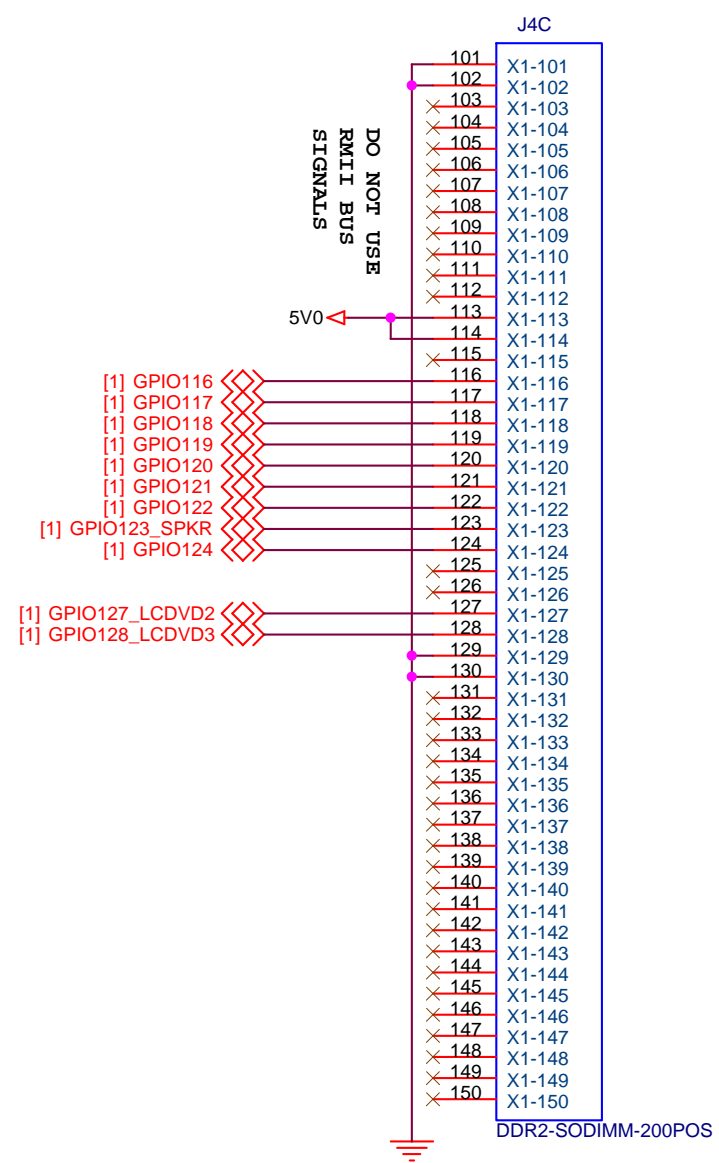 J4C
101 X1-101
102 X1-102
103 X1-103
104 X1-104
105 X1-105
106 X1-106
107 X1-107
108 X1-108
109 X1-109
110 X1-110
111 X1-111
112 X1-112
DO NOT USE
RMII BUS
SIGNALS
5V0 113 X1-113
114 X1-114
115 X1-115
[1] GPIO116 116 X1-116
[1] GPIO117 117 X1-117
[1] GPIO118 118 X1-118
[1] GPIO119 119 X1-119
[1] GPIO120 120 X1-120
[1] GPIO121 121 X1-121
[1] GPIO122 122 X1-122
[1] GPIO123_SPKR 123 X1-123
[1] GPIO124 124 X1-124
125 X1-125
126 X1-126
[1] GPIO127_LCDVD2 127 X1-127
[1] GPIO128_LCDVD3 128 X1-128
129 X1-129
130 X1-130
131 X1-131
132 X1-132
133 X1-133
134 X1-134
135 X1-135
136 X1-136
137 X1-137
138 X1-138
139 X1-139
140 X1-140
141 X1-141
142 X1-142
143 X1-143
144 X1-144
145 X1-145
146 X1-146
147 X1-147
148 X1-148
149 X1-149
150 X1-150
DDR2-SODIMM-200POS